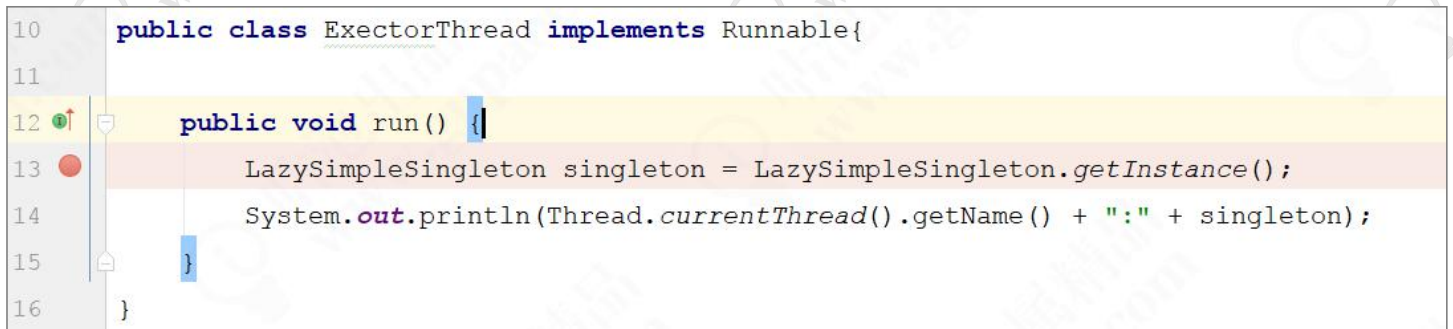 10 public class ExectorThread implements Runnable{
11
12 public void run() {
13 LazySimpleSingleton singleton = LazySimpleSingleton.getInstance();
14 System.out.println(Thread.currentThread().getName() + ":" + singleton);
15 }
16 }